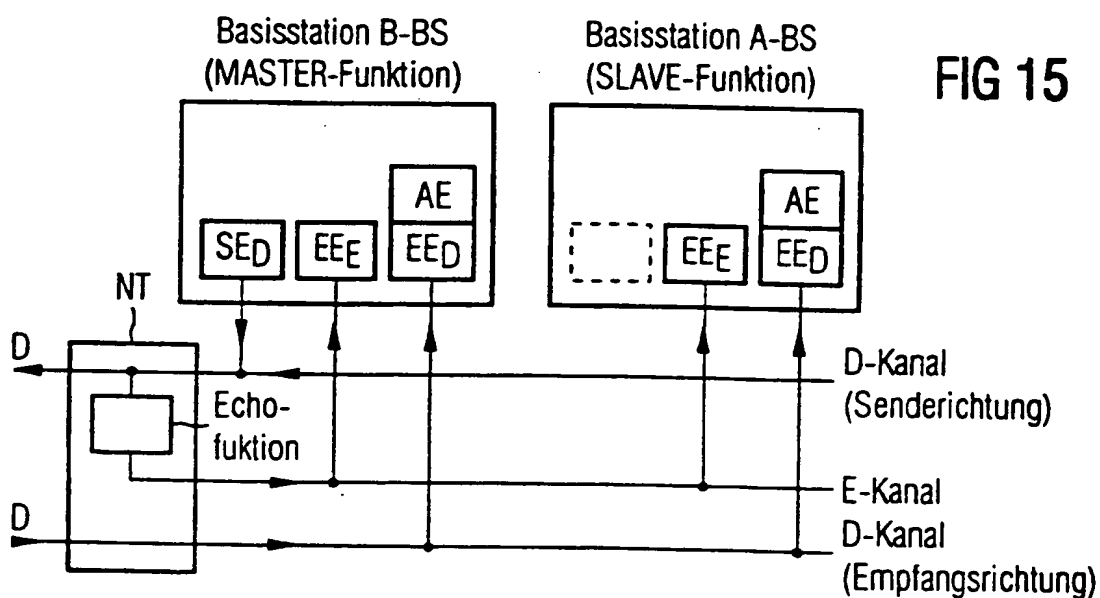 Basisstation B-BS
(MASTER-Funktion)
Basisstation A-BS
(SLAVE-Funktion)
FIG 15
AE
SED
EEE
EED
AE
EEE
EED
NT
D
D-Kanal
(Senderichtung)
Echo-
fuktion
E-Kanal
D
D-Kanal
(Empfangsrichtung)